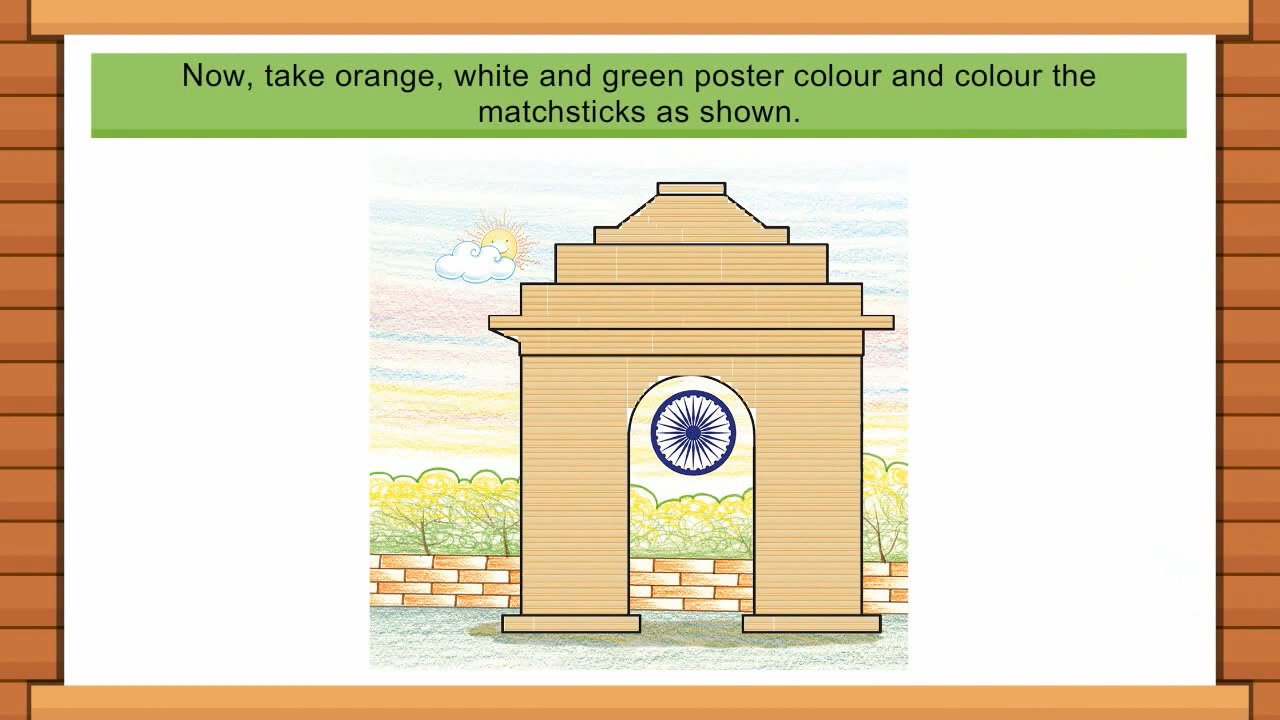 Now, take orange, white and green poster colour and colour the
matchsticks as shown.